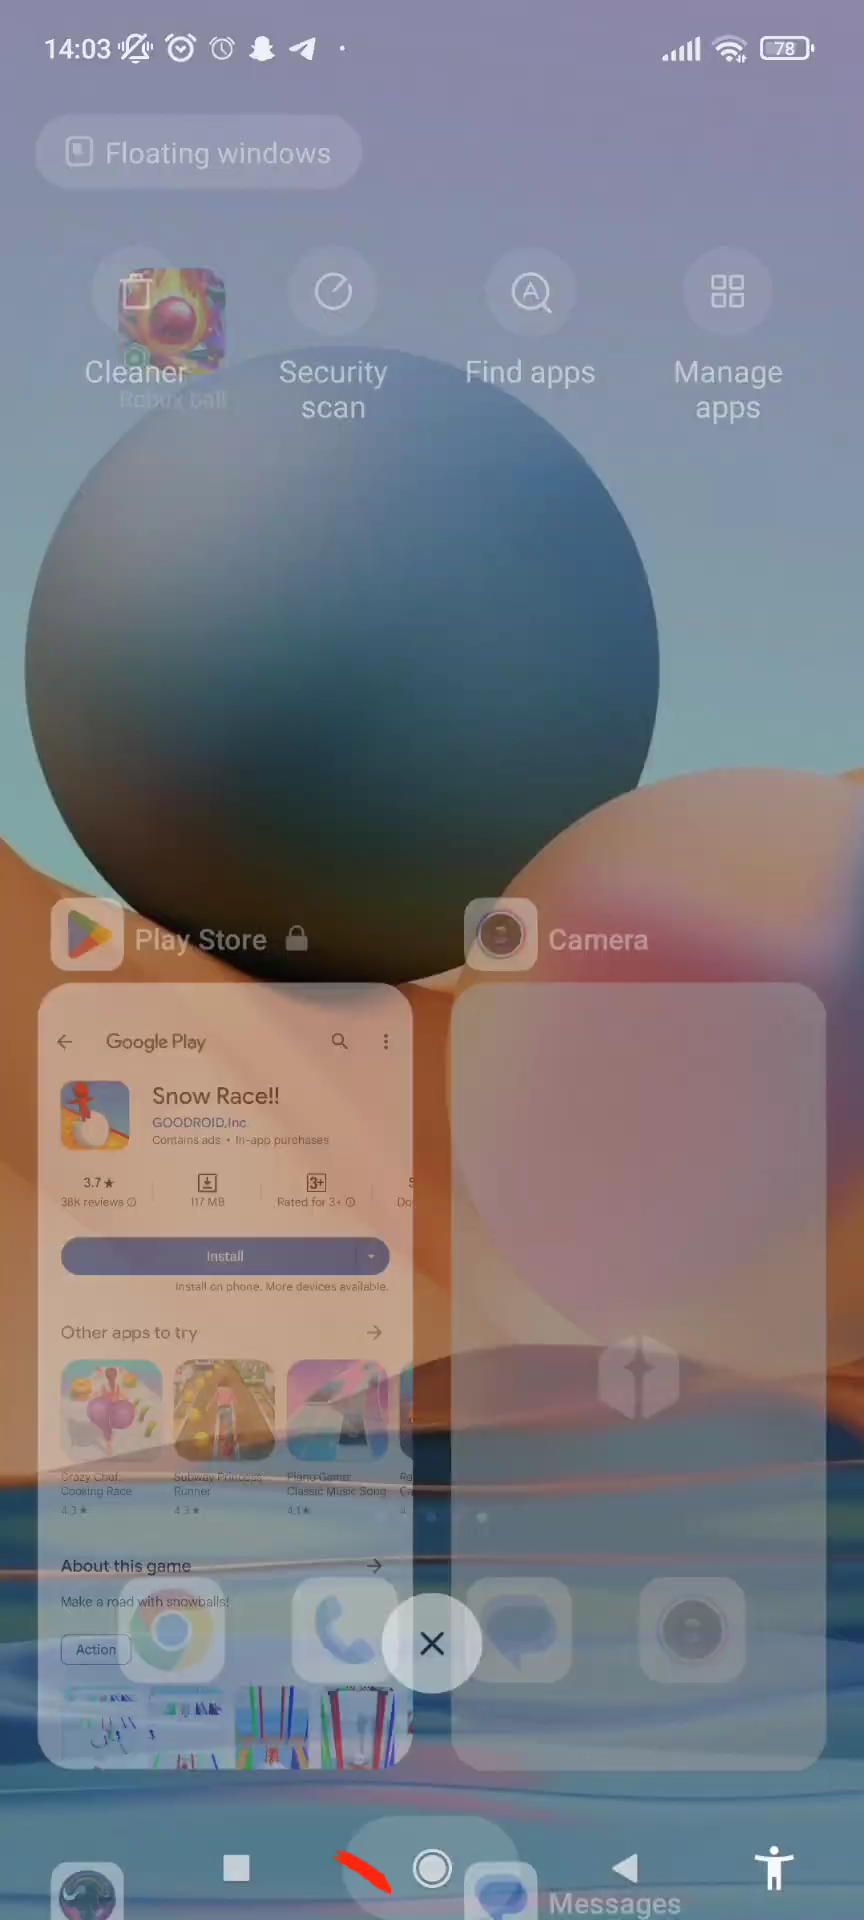 14:03
78
Floating windows
Cleaner
Security
scan
Find apps
Manage
apps
Robux ball
Play Store
Camera
Google Play
Snow Race!!
GOODROID,Inc.
Contains ads • In-app purchases
3.7★
38K reviews
117 MB
3+
Rated for 3+
Install
Install on phone. More devices available.
Other apps to try
Crazy Chef:
Cooking Race
4.3★
Subway Princess
Runner
4.3★
Piano Game:
Classic Music Song
4.1★
About this game
Make a road with snowballs!
Action
Messages